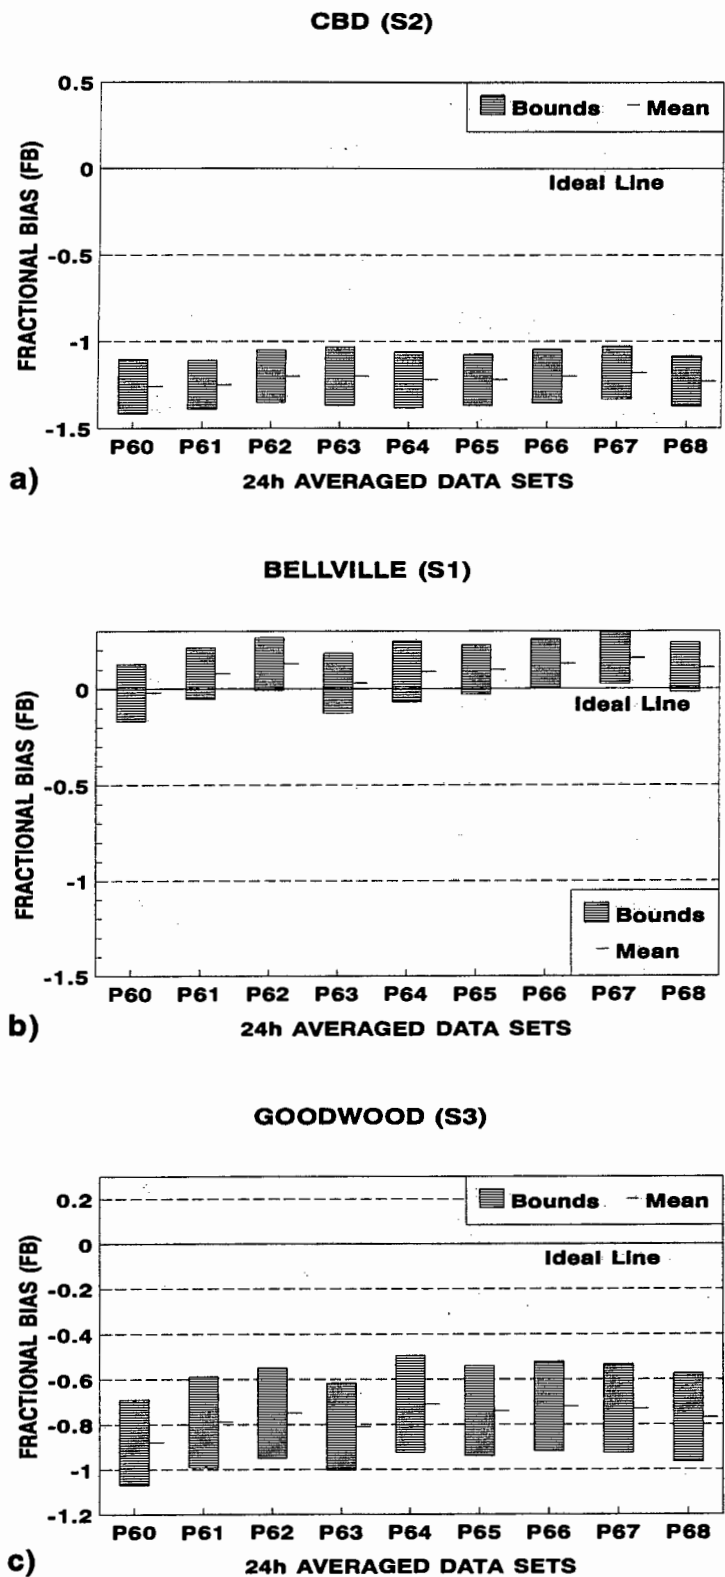 CBD (S2)
0.5
Bounds Mean
0
Ideal Line
-0.5
-1
-1.5
FRACTIONAL BIAS (FB)
P60 P61 P62 P63 P64 P65 P66 P67 P68
a)
24h AVERAGED DATA SETS
BELLVILLE (S1)
0
Ideal Line
-0.5
-1
Bounds
Mean
-1.5
FRACTIONAL BIAS (FB)
P60 P61 P62 P63 P64 P65 P66 P67 P68
b)
24h AVERAGED DATA SETS
GOODWOOD (S3)
0.2
Bounds Mean
0
Ideal Line
-0.2
-0.4
-0.6
-0.8
-1
-1.2
FRACTIONAL BIAS (FB)
P60 P61 P62 P63 P64 P65 P66 P67 P68
c)
24h AVERAGED DATA SETS